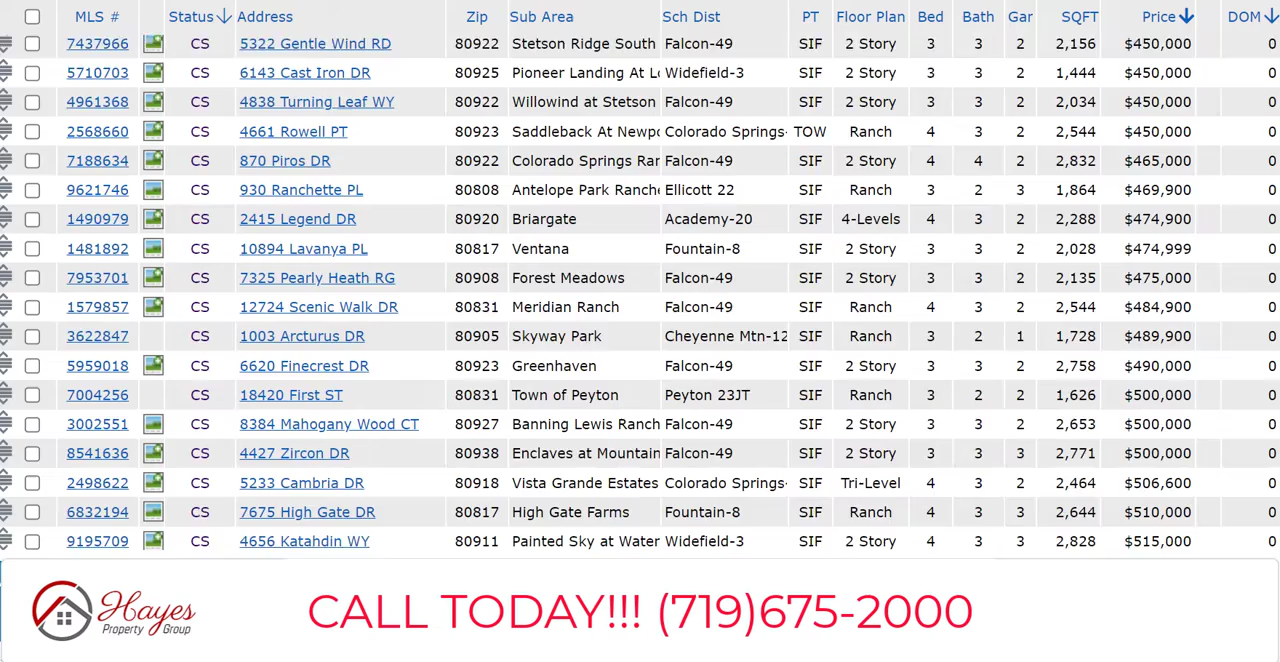 MLS # Status Address Zip Sub Area Sch Dist PT Floor Plan Bed Bath Gar SQFT Price DOM
7437966 CS 5322 Gentle Wind RD 80922 Stetson Ridge South Falcon-49 SIF 2 Story 3 3 2 2,156 $450,000 0
5710703 CS 6143 Cast Iron DR 80925 Pioneer Landing At Lo Widefield-3 SIF 2 Story 3 3 2 1,444 $450,000 0
4961368 CS 4838 Turning Leaf WY 80922 Willowind at Stetson Falcon-49 SIF 2 Story 3 3 2 2,034 $450,000 0
2568660 CS 4661 Rowell PT 80923 Saddleback At Newpo Colorado Springs- TOW Ranch 4 3 2 2,544 $450,000 0
7188634 CS 870 Piros DR 80922 Colorado Springs Ran Falcon-49 SIF 2 Story 4 4 2 2,832 $465,000 0
9621746 CS 930 Ranchette PL 80808 Antelope Park Ranche Ellicott 22 SIF Ranch 3 2 3 1,864 $469,900 0
1490979 CS 2415 Legend DR 80920 Briargate Academy-20 SIF 4-Levels 4 3 2 2,288 $474,900 0
1481892 CS 10894 Lavanya PL 80817 Ventana Fountain-8 SIF 2 Story 3 3 2 2,028 $474,999 0
7953701 CS 7325 Pearly Heath RG 80908 Forest Meadows Falcon-49 SIF 2 Story 3 3 2 2,135 $475,000 0
1579857 CS 12724 Scenic Walk DR 80831 Meridian Ranch Falcon-49 SIF Ranch 4 3 2 2,544 $484,900 0
3622847 CS 1003 Arcturus DR 80905 Skyway Park Cheyenne Mtn-12 SIF Ranch 3 2 1 1,728 $489,900 0
5959018 CS 6620 Finecrest DR 80923 Greenhaven Falcon-49 SIF 2 Story 3 3 2 2,758 $490,000 0
7004256 CS 18420 First ST 80831 Town of Peyton Peyton 23JT SIF Ranch 3 2 2 1,626 $500,000 0
3002551 CS 8384 Mahogany Wood CT 80927 Banning Lewis Ranch Falcon-49 SIF 2 Story 3 3 2 2,653 $500,000 0
8541636 CS 4427 Zircon DR 80938 Enclaves at Mountain Falcon-49 SIF 2 Story 3 3 2 2,771 $500,000 0
2498622 CS 5233 Cambria DR 80918 Vista Grande Estates Colorado Springs- SIF Tri-Level 4 3 2 2,464 $506,600 0
6832194 CS 7675 High Gate DR 80817 High Gate Farms Fountain-8 SIF Ranch 4 3 3 2,644 $510,000 0
9195709 CS 4656 Katahdin WY 80911 Painted Sky at Water Widefield-3 SIF 2 Story 4 3 3 2,828 $515,000 0
Hayes
Property Group
CALL TODAY!!! (719)675-2000